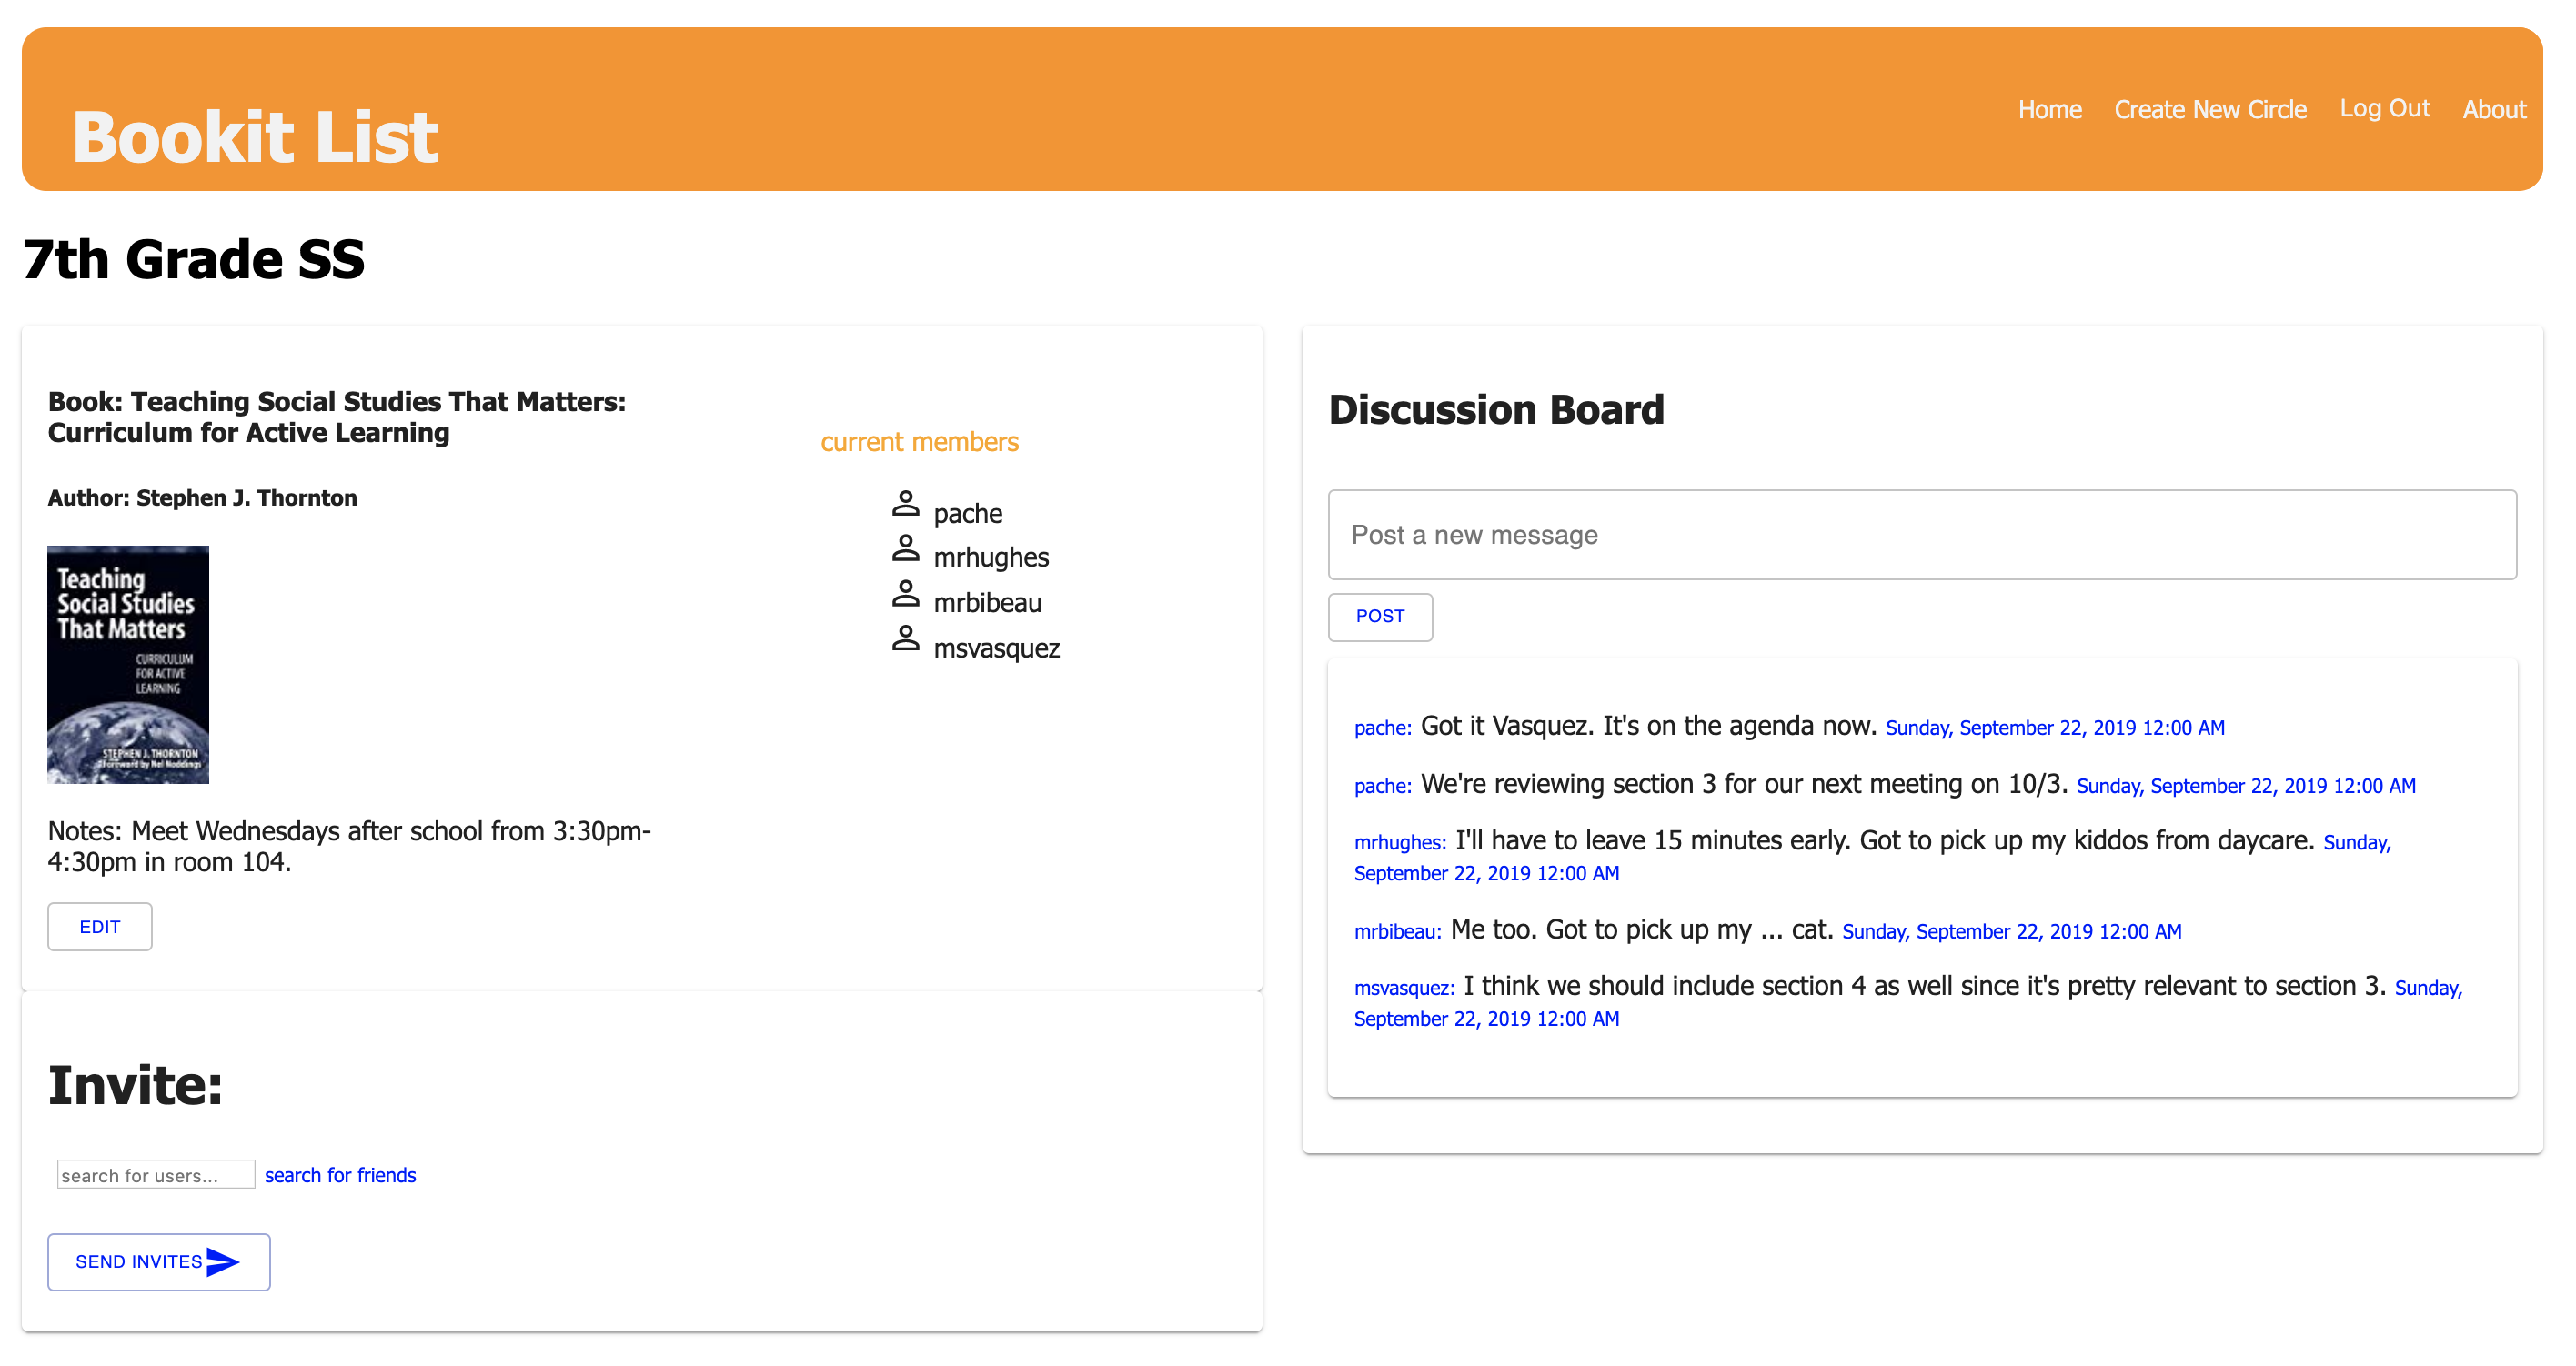 Bookit List
Home
Create New Circle
Log Out
About
7th Grade SS
Book: Teaching Social Studies That Matters:
Curriculum for Active Learning
Author: Stephen J. Thornton
Teaching
Social Studies
That Matters
CURRICULUM
FOR ACTIVE
LEARNING
STEPHEN J. THORNTON
Foreword by Nel Noddings
Notes: Meet Wednesdays after school from 3:30pm-
4:30pm in room 104.
EDIT
current members
pache
mrhughes
mrbibeau
msvasquez
Invite:
search for users...
search for friends
SEND INVITES
Discussion Board
Post a new message
POST
pache: Got it Vasquez. It's on the agenda now. Sunday, September 22, 2019 12:00 AM
pache: We're reviewing section 3 for our next meeting on 10/3. Sunday, September 22, 2019 12:00 AM
mrhughes: I'll have to leave 15 minutes early. Got to pick up my kiddos from daycare. Sunday,
September 22, 2019 12:00 AM
mrbibeau: Me too. Got to pick up my ... cat. Sunday, September 22, 2019 12:00 AM
msvasquez: I think we should include section 4 as well since it's pretty relevant to section 3. Sunday,
September 22, 2019 12:00 AM